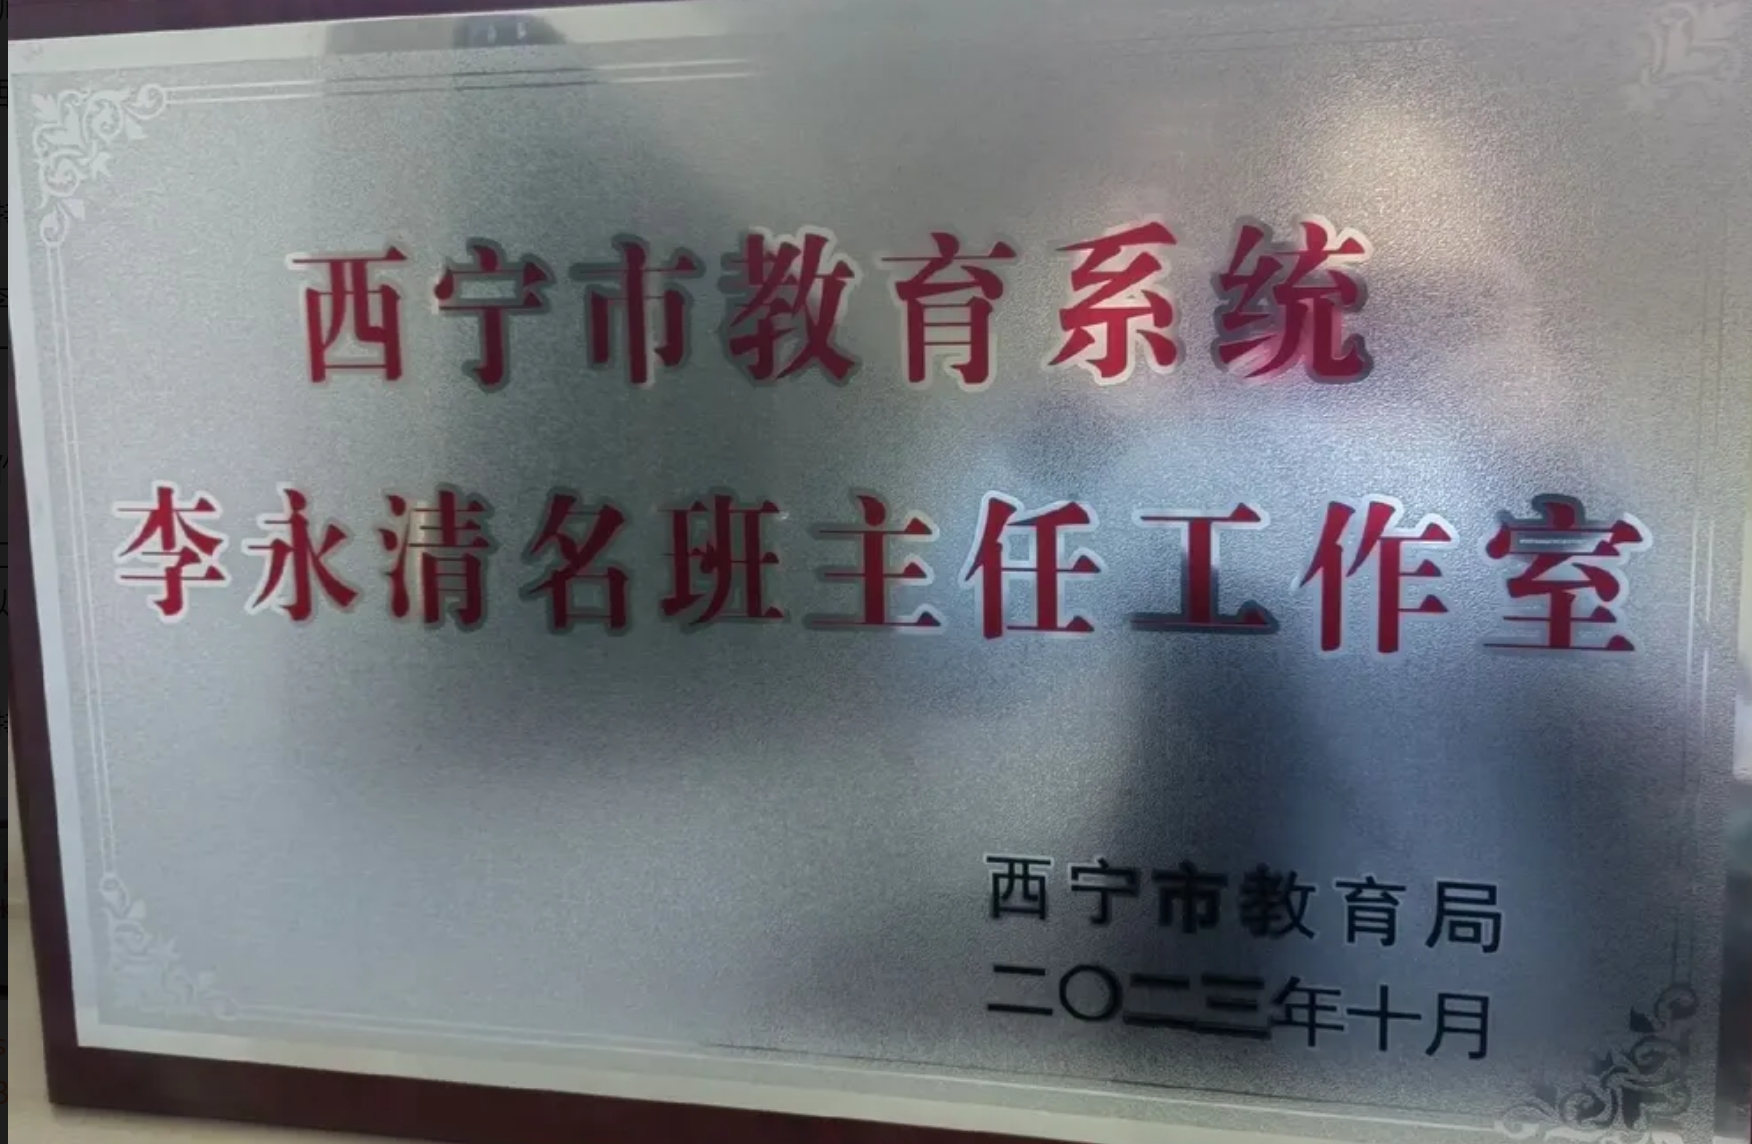 西宁市教育系统
李永清名班主任工作室
西宁市教育局
二〇二三年十月